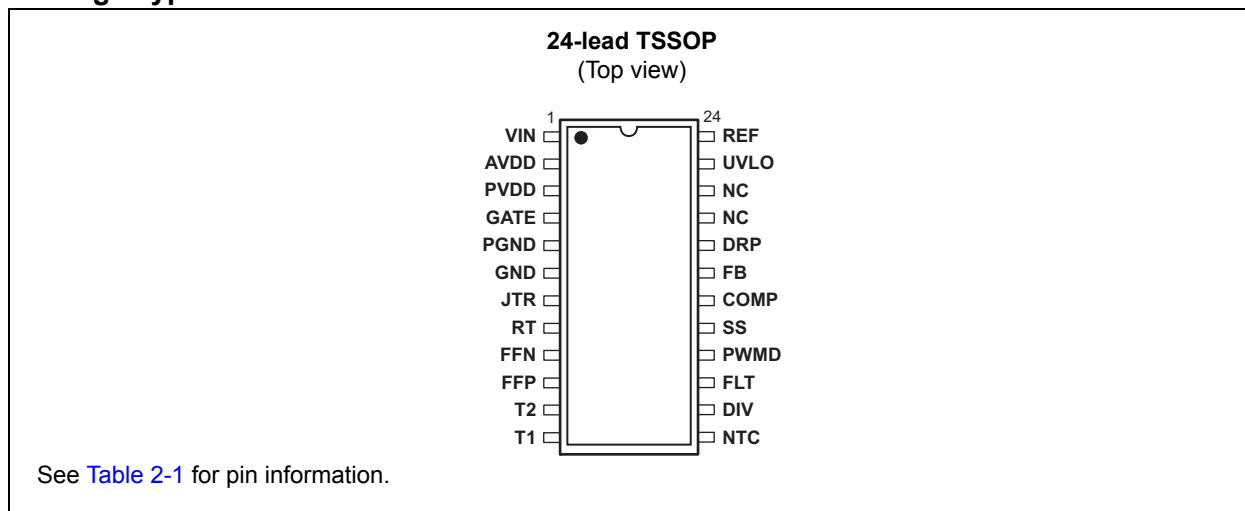 24-lead TSSOP
(Top view)
1 24
VIN REF
AVDD UVLO
PVDD NC
GATE NC
PGND DRP
GND FB
JTR COMP
RT SS
FFN PWMD
FFP FLT
T2 DIV
T1 NTC
See Table 2-1 for pin information.